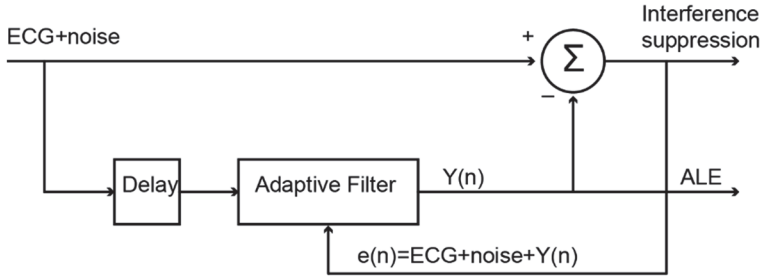 Interference
suppression
ECG+noise
+
Σ
−
Delay
Adaptive Filter
Y(n)
ALE
e(n)=ECG+noise+Y(n)